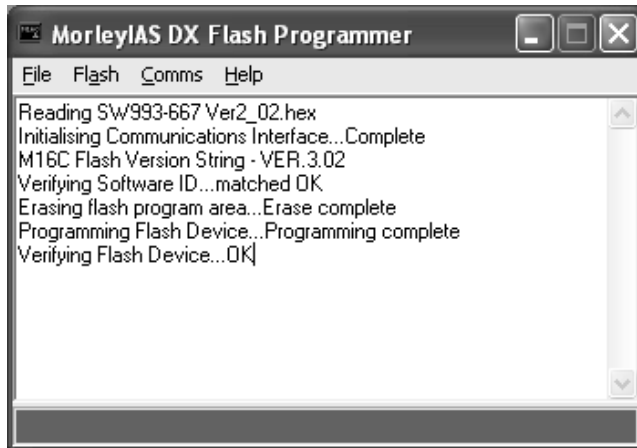 MorleyIAS DX Flash Programmer
File Flash Comms Help
Reading SW993-667 Ver2_02.hex
Initialising Communications Interface...Complete
M16C Flash Version String - VER.3.02
Verifying Software ID...matched OK
Erasing flash program area...Erase complete
Programming Flash Device...Programming complete
Verifying Flash Device...OK